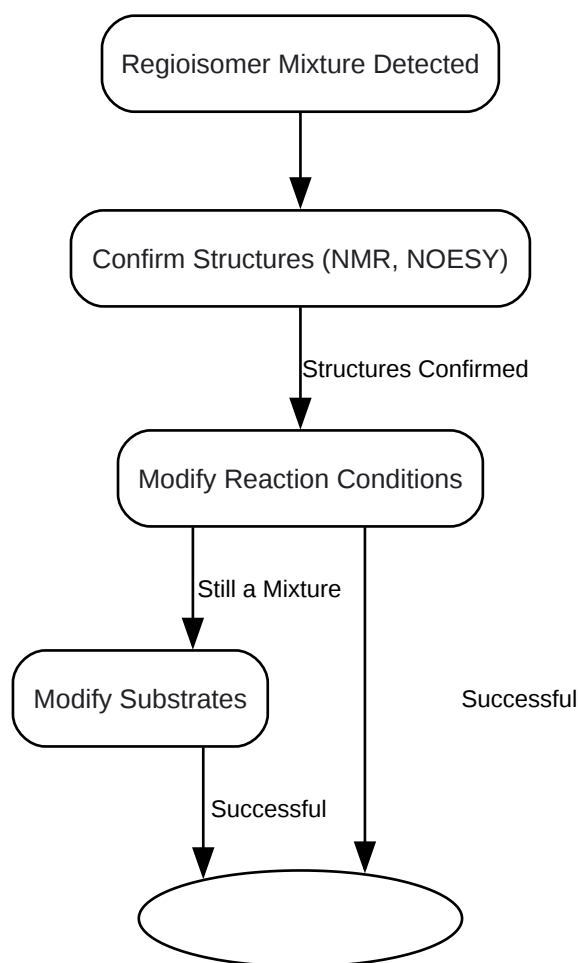 Regioisomer Mixture Detected
Confirm Structures (NMR, NOESY)
Structures Confirmed
Modify Reaction Conditions
Still a Mixture
Modify Substrates
Successful
Successful